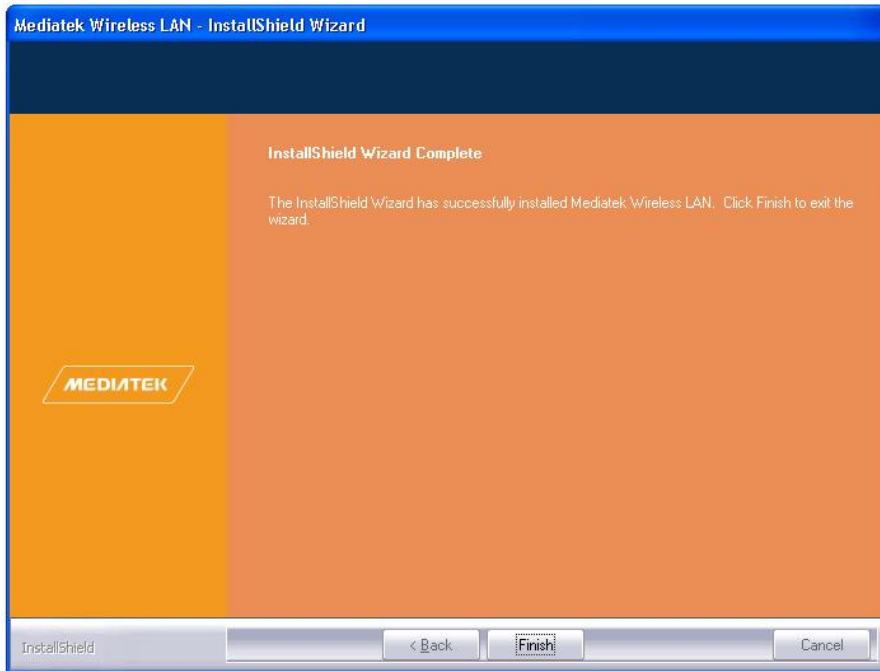 Mediatek Wireless LAN - InstallShield Wizard
InstallShield Wizard Complete
The InstallShield Wizard has successfully installed Mediatek Wireless LAN. Click Finish to exit the
wizard.
MEDIATEK
InstallShield
< Back
Finish
Cancel